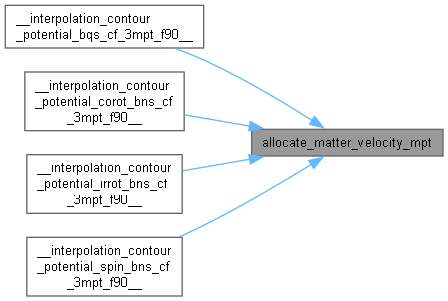 __interpolation_contour
_potential_bqs_cf_3mpt_f90__
__interpolation_contour
_potential_corot_bns_cf
_3mpt_f90__
allocate_matter_velocity_mpt
__interpolation_contour
_potential_irrot_bns_cf
_3mpt_f90__
__interpolation_contour
_potential_spin_bns_cf
_3mpt_f90__